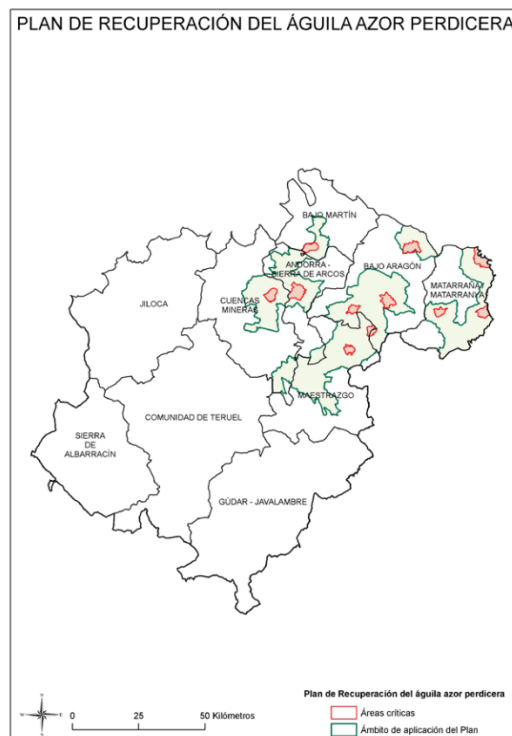 PLAN DE RECUPERACIÓN DEL ÁGUILA AZOR PERDICERA
BAJO MARTÍN
ANDORRA -
SIERRA DE ARCOS
BAJO ARAGÓN
MATARRAÑA/
MATARRANYA
CUENCAS
MINERAS
JILOCA
MAESTRAZGO
COMUNIDAD DE TERUEL
SIERRA
DE
ALBARRACÍN
GÚDAR - JAVALAMBRE
0 25 50 Kilómetros
Plan de Recuperación del águila azor perdicera
Áreas críticas
Ámbito de aplicación del Plan